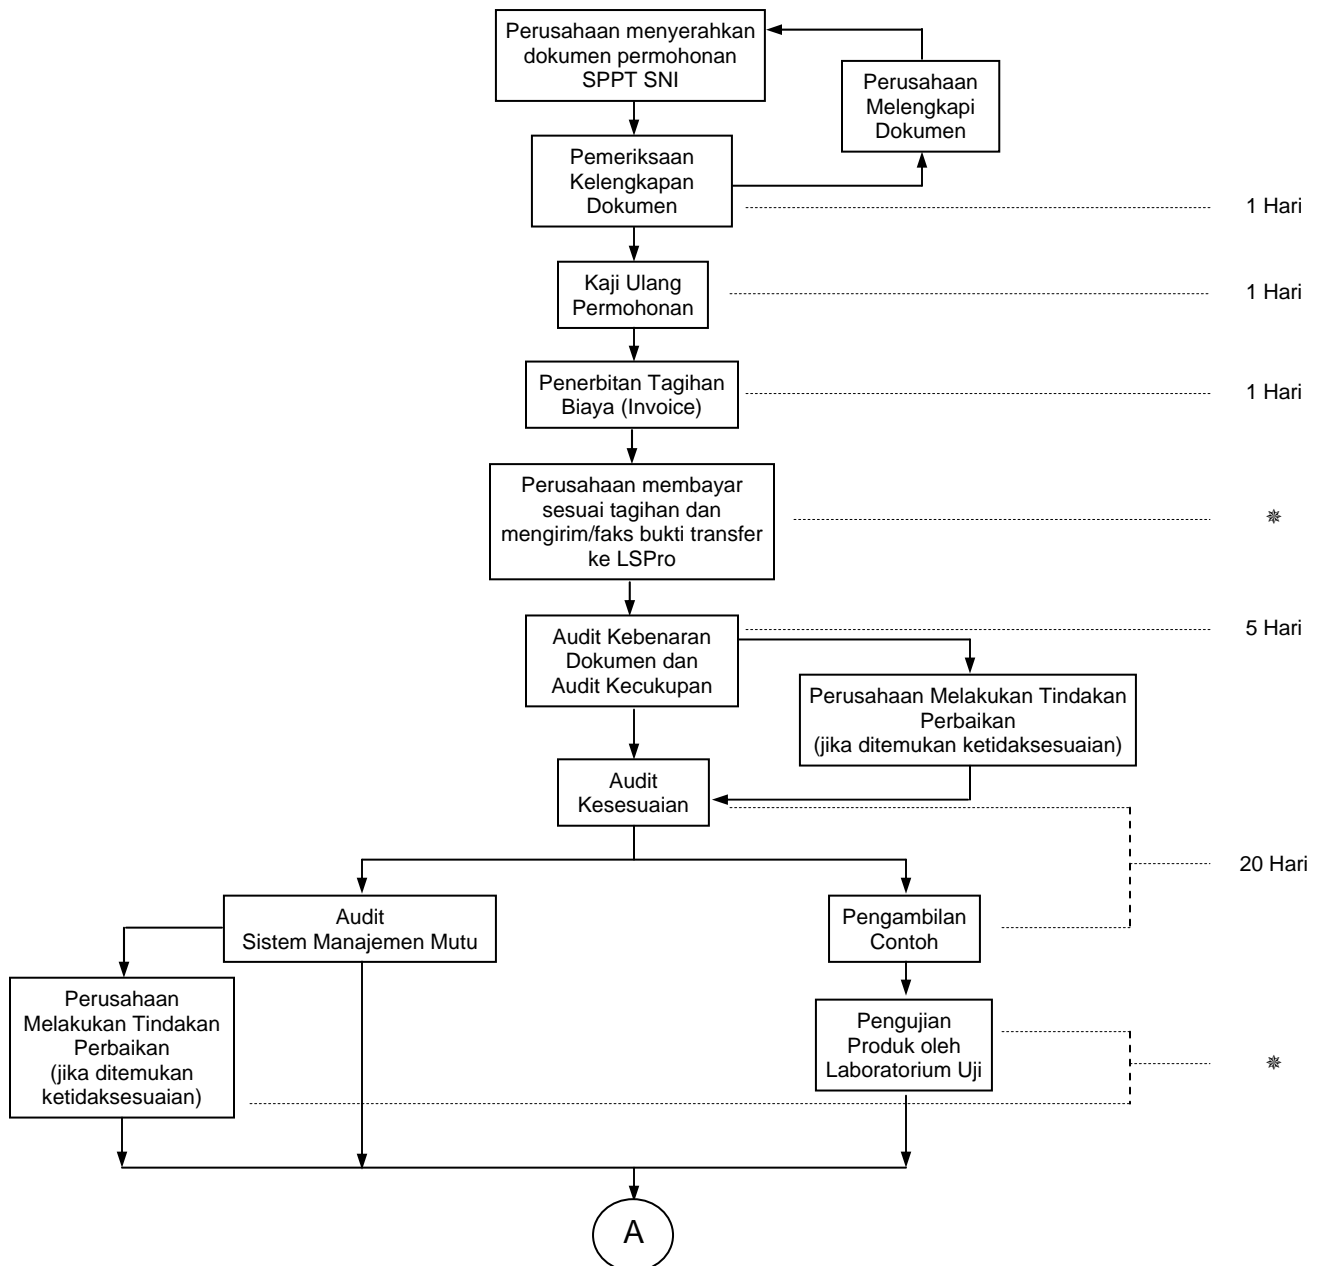 Perusahaan menyerahkan
dokumen permohonan
SPPT SNI
Perusahaan
Melengkapi
Dokumen
Pemeriksaan
Kelengkapan
Dokumen
1 Hari
Kaji Ulang
Permohonan
1 Hari
Penerbitan Tagihan
Biaya (Invoice)
1 Hari
Perusahaan membayar
sesuai tagihan dan
mengirim/faks bukti transfer
ke LSPro
✵
Audit Kebenaran
Dokumen dan
Audit Kecukupan
5 Hari
Perusahaan Melakukan Tindakan
Perbaikan
(jika ditemukan ketidaksesuaian)
Audit
Kesesuaian
20 Hari
Audit
Sistem Manajemen Mutu
Pengambilan
Contoh
Perusahaan
Melakukan Tindakan
Perbaikan
(jika ditemukan
ketidaksesuaian)
Pengujian
Produk oleh
Laboratorium Uji
✵
A